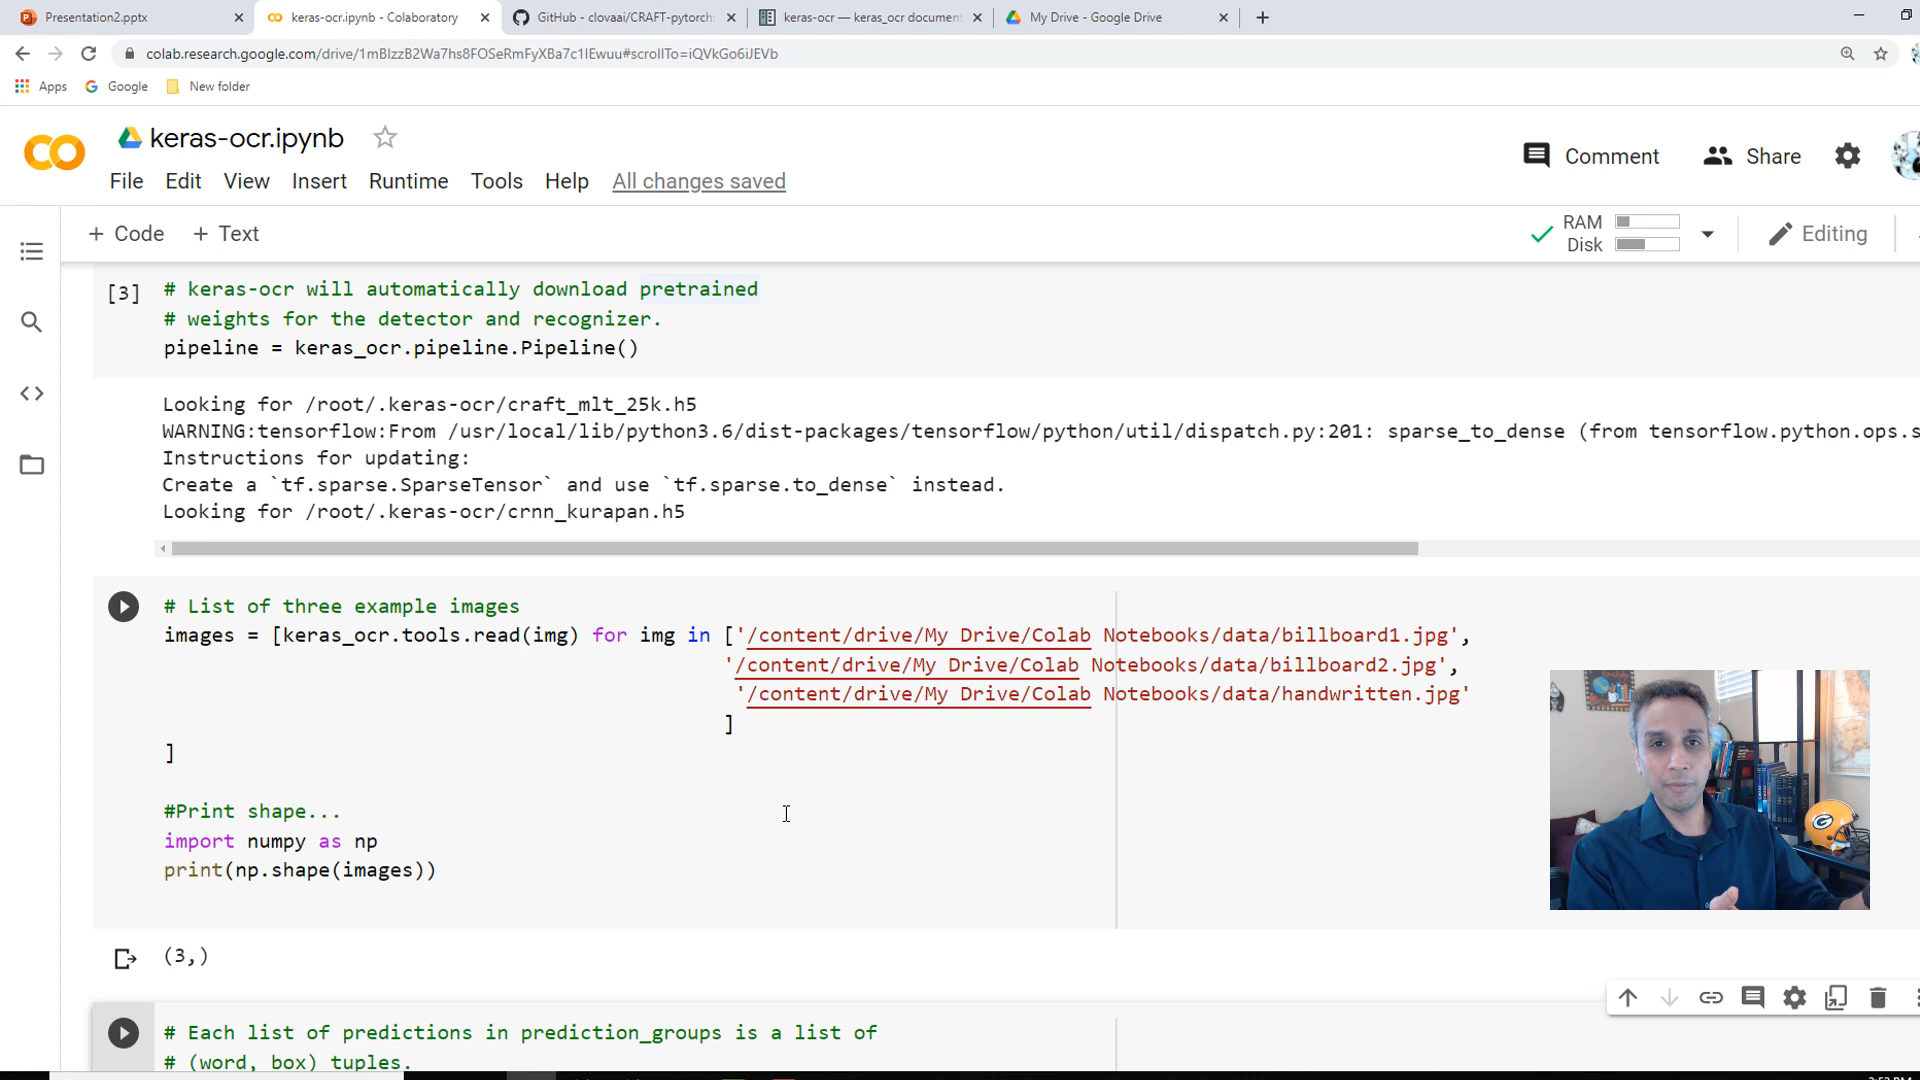 Presentation2.pptx
keras-ocr.ipynb - Colaboratory
GitHub - clovaai/CRAFT-pytorch:
keras-ocr — keras_ocr document
My Drive - Google Drive
colab.research.google.com/drive/1mBIzzB2Wa7hs8FOSeRmFyXBa7c1IEwuu#scrollTo=iQVkGo6iJEVb
Apps
Google
New folder
keras-ocr.ipynb
Comment
Share
File
Edit
View
Insert
Runtime
Tools
Help
All changes saved
+ Code
+ Text
RAM
Disk
Editing
[3]
# keras-ocr will automatically download pretrained
# weights for the detector and recognizer.
pipeline = keras_ocr.pipeline.Pipeline()
Looking for /root/.keras-ocr/craft_mlt_25k.h5
WARNING:tensorflow:From /usr/local/lib/python3.6/dist-packages/tensorflow/python/util/dispatch.py:201: sparse_to_dense (from tensorflow.python.ops.s
Instructions for updating:
Create a `tf.sparse.SparseTensor` and use `tf.sparse.to_dense` instead.
Looking for /root/.keras-ocr/crnn_kurapan.h5
# List of three example images
images = [keras_ocr.tools.read(img) for img in ['/content/drive/My Drive/Colab Notebooks/data/billboard1.jpg',
'/content/drive/My Drive/Colab Notebooks/data/billboard2.jpg',
'/content/drive/My Drive/Colab Notebooks/data/handwritten.jpg'
]
]
#Print shape...
import numpy as np
print(np.shape(images))
(3,)
# Each list of predictions in prediction_groups is a list of
# (word, box) tuples.